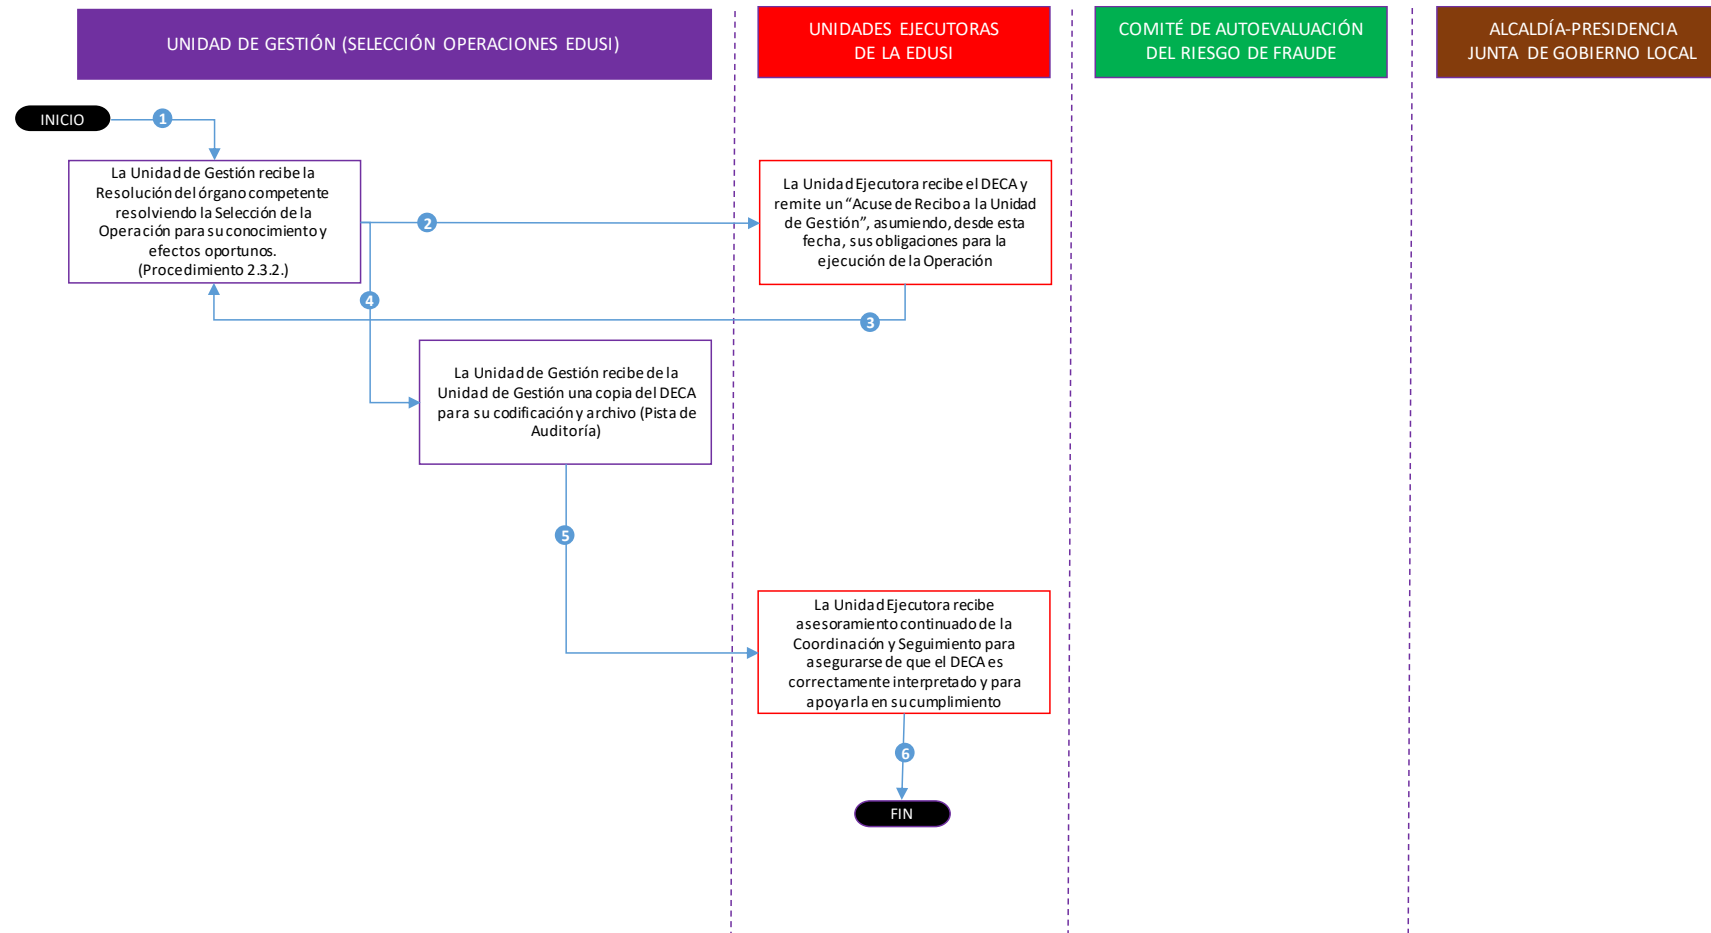 UNIDAD DE GESTIÓN (SELECCIÓN OPERACIONES EDUSI)
UNIDADES EJECUTORAS
DE LA EDUSI
COMITÉ DE AUTOEVALUACIÓN
DEL RIESGO DE FRAUDE
ALCALDÍA-PRESIDENCIA
JUNTA DE GOBIERNO LOCAL
INICIO
1
La Unidad de Gestión recibe la
Resolución del órgano competente
resolviendo la Selección de la
Operación para su conocimiento y
efectos oportunos.
(Procedimiento 2.3.2.)
2
La Unidad Ejecutora recibe el DECA y
remite un “Acuse de Recibo a la Unidad
de Gestión”, asumiendo, desde esta
fecha, sus obligaciones para la
ejecución de la Operación
4
3
La Unidad de Gestión recibe de la
Unidad de Gestión una copia del DECA
para su codificación y archivo (Pista de
Auditoría)
5
La Unidad Ejecutora recibe
asesoramiento continuado de la
Coordinación y Seguimiento para
asegurarse de que el DECA es
correctamente interpretado y para
apoyarla en su cumplimiento
6
FIN